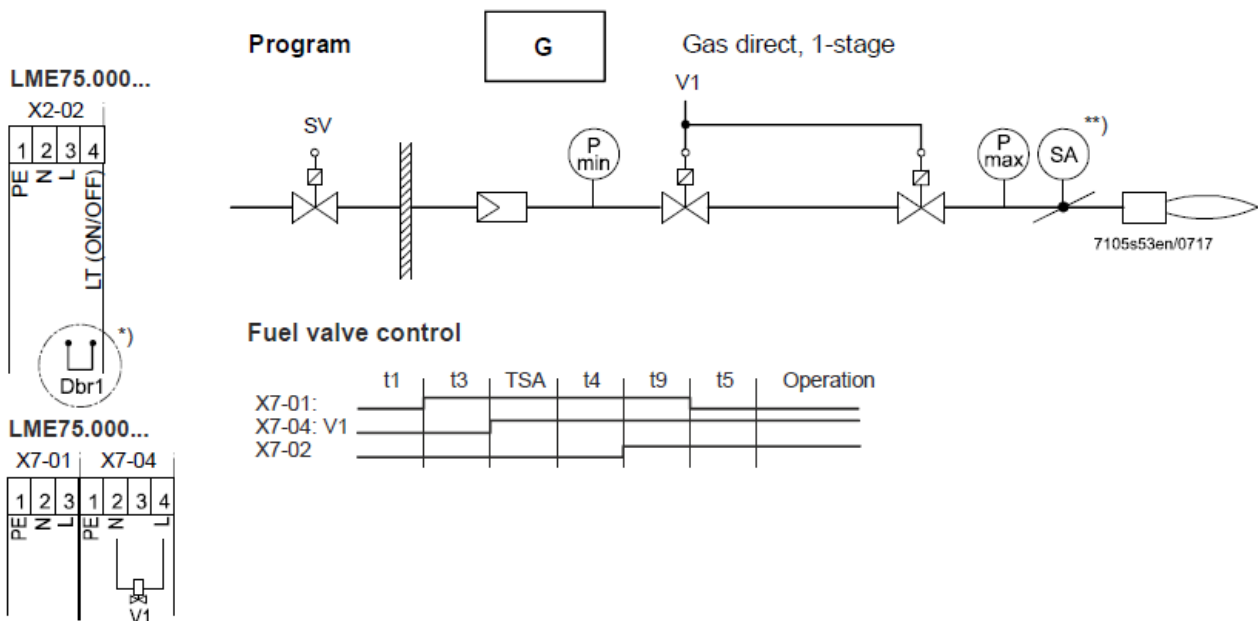 Program
G
Gas direct, 1-stage
LME75.000...
X2-02
1 2 3 4
PE N L LT (ON/OFF)
*)
Dbr1
V1
SV
P min
P max
SA
**)
7105s53en/0717
Fuel valve control
t1 t3 TSA t4 t9 t5 Operation
X7-01:
X7-04: V1
X7-02
LME75.000...
X7-01 X7-04
1 2 3 1 2 3 4
PE N L PE N L
V1